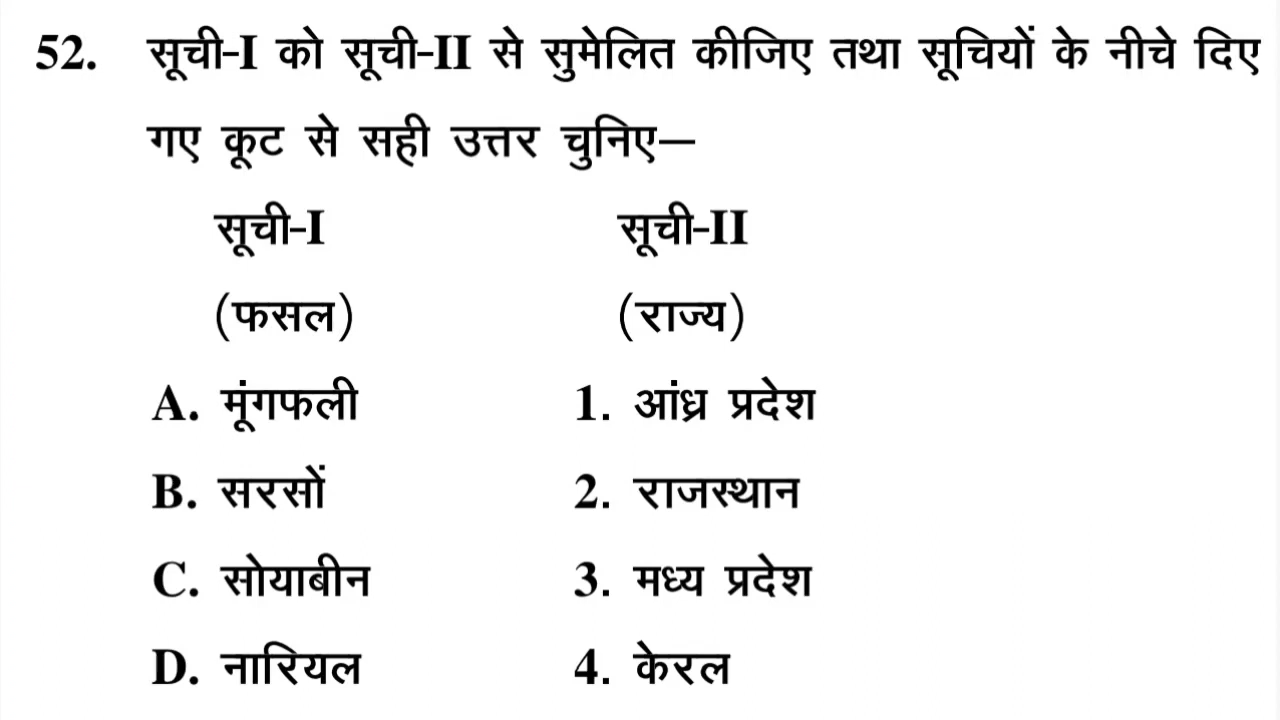 52. सूची-I को सूची-II से सुमेलित कीजिए तथा सूचियों के नीचे दिए
गए कूट से सही उत्तर चुनिए—
सूची-I सूची-II
(फसल) (राज्य)
A. मूंगफली 1. आंध्र प्रदेश
B. सरसों 2. राजस्थान
C. सोयाबीन 3. मध्य प्रदेश
D. नारियल 4. केरल